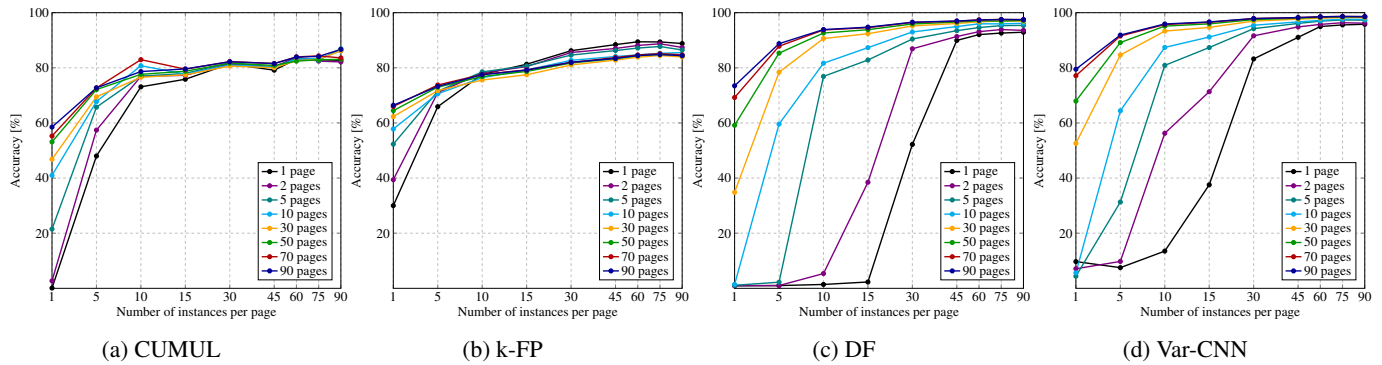 100
80
60
40
20
Accuracy [%]
1 5 10 15 30 45 60 75 90
Number of instances per page
1 page
2 pages
5 pages
10 pages
30 pages
50 pages
70 pages
90 pages
(a) CUMUL
100
80
60
40
20
Accuracy [%]
1 5 10 15 30 45 60 75 90
Number of instances per page
1 page
2 pages
5 pages
10 pages
30 pages
50 pages
70 pages
90 pages
(b) k-FP
100
80
60
40
20
Accuracy [%]
1 5 10 15 30 45 60 75 90
Number of instances per page
1 page
2 pages
5 pages
10 pages
30 pages
50 pages
70 pages
90 pages
(c) DF
100
80
60
40
20
Accuracy [%]
1 5 10 15 30 45 60 75 90
Number of instances per page
1 page
2 pages
5 pages
10 pages
30 pages
50 pages
70 pages
90 pages
(d) Var-CNN